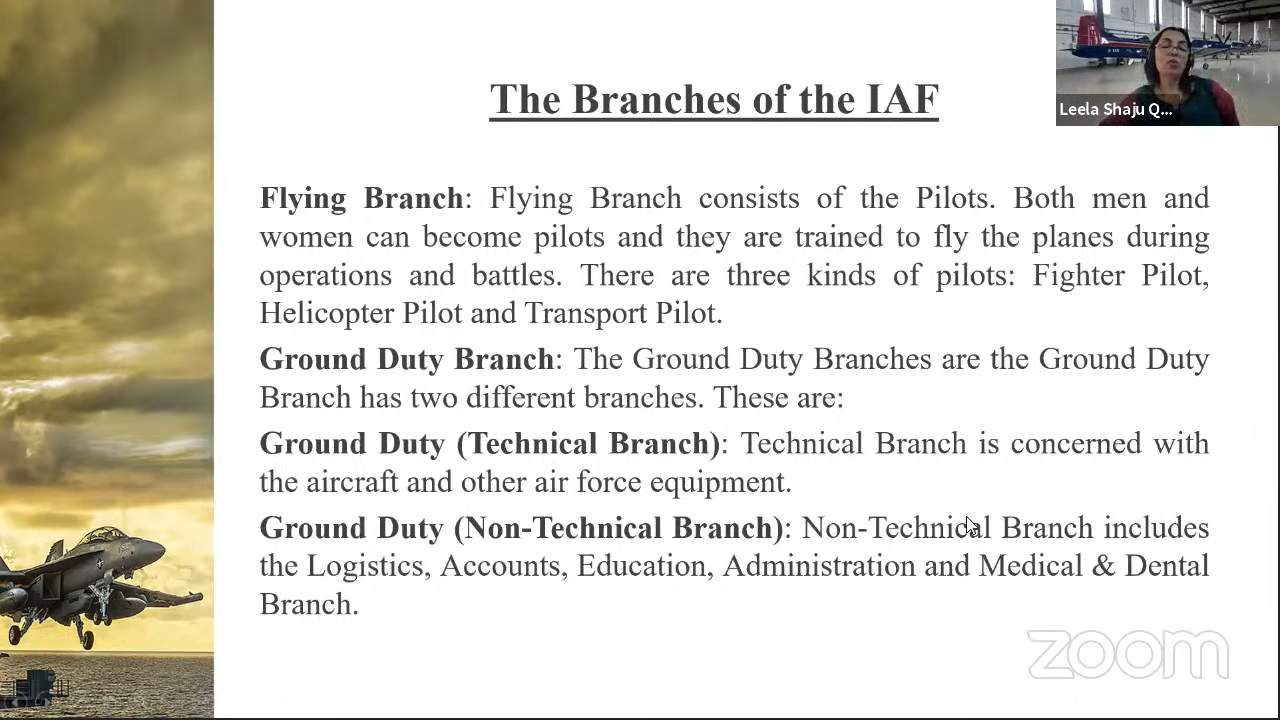 The Branches of the IAF
Leela Shaju Q...
Flying Branch: Flying Branch consists of the Pilots. Both men and
women can become pilots and they are trained to fly the planes during
operations and battles. There are three kinds of pilots: Fighter Pilot,
Helicopter Pilot and Transport Pilot.
Ground Duty Branch: The Ground Duty Branches are the Ground Duty
Branch has two different branches. These are:
Ground Duty (Technical Branch): Technical Branch is concerned with
the aircraft and other air force equipment.
Ground Duty (Non-Technical Branch): Non-Technical Branch includes
the Logistics, Accounts, Education, Administration and Medical & Dental
Branch.
zoom